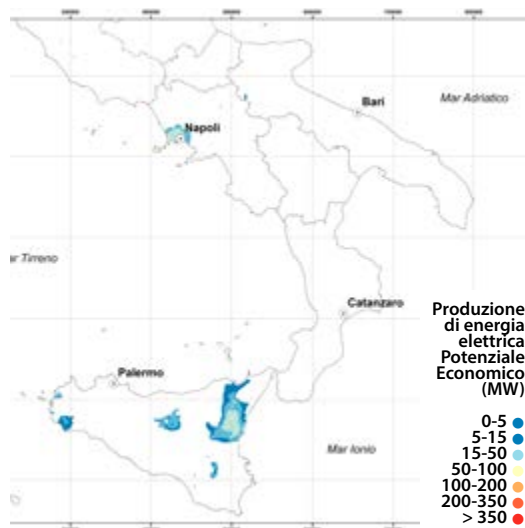 Bari
Mar Adriatico
Napoli
Tirreno
Catanzaro
Palermo
Mar Ionio
Produzione
di energia
elettrica
Potenziale
Economico
(MW)
0-5
5-15
15-50
50-100
100-200
200-350
> 350